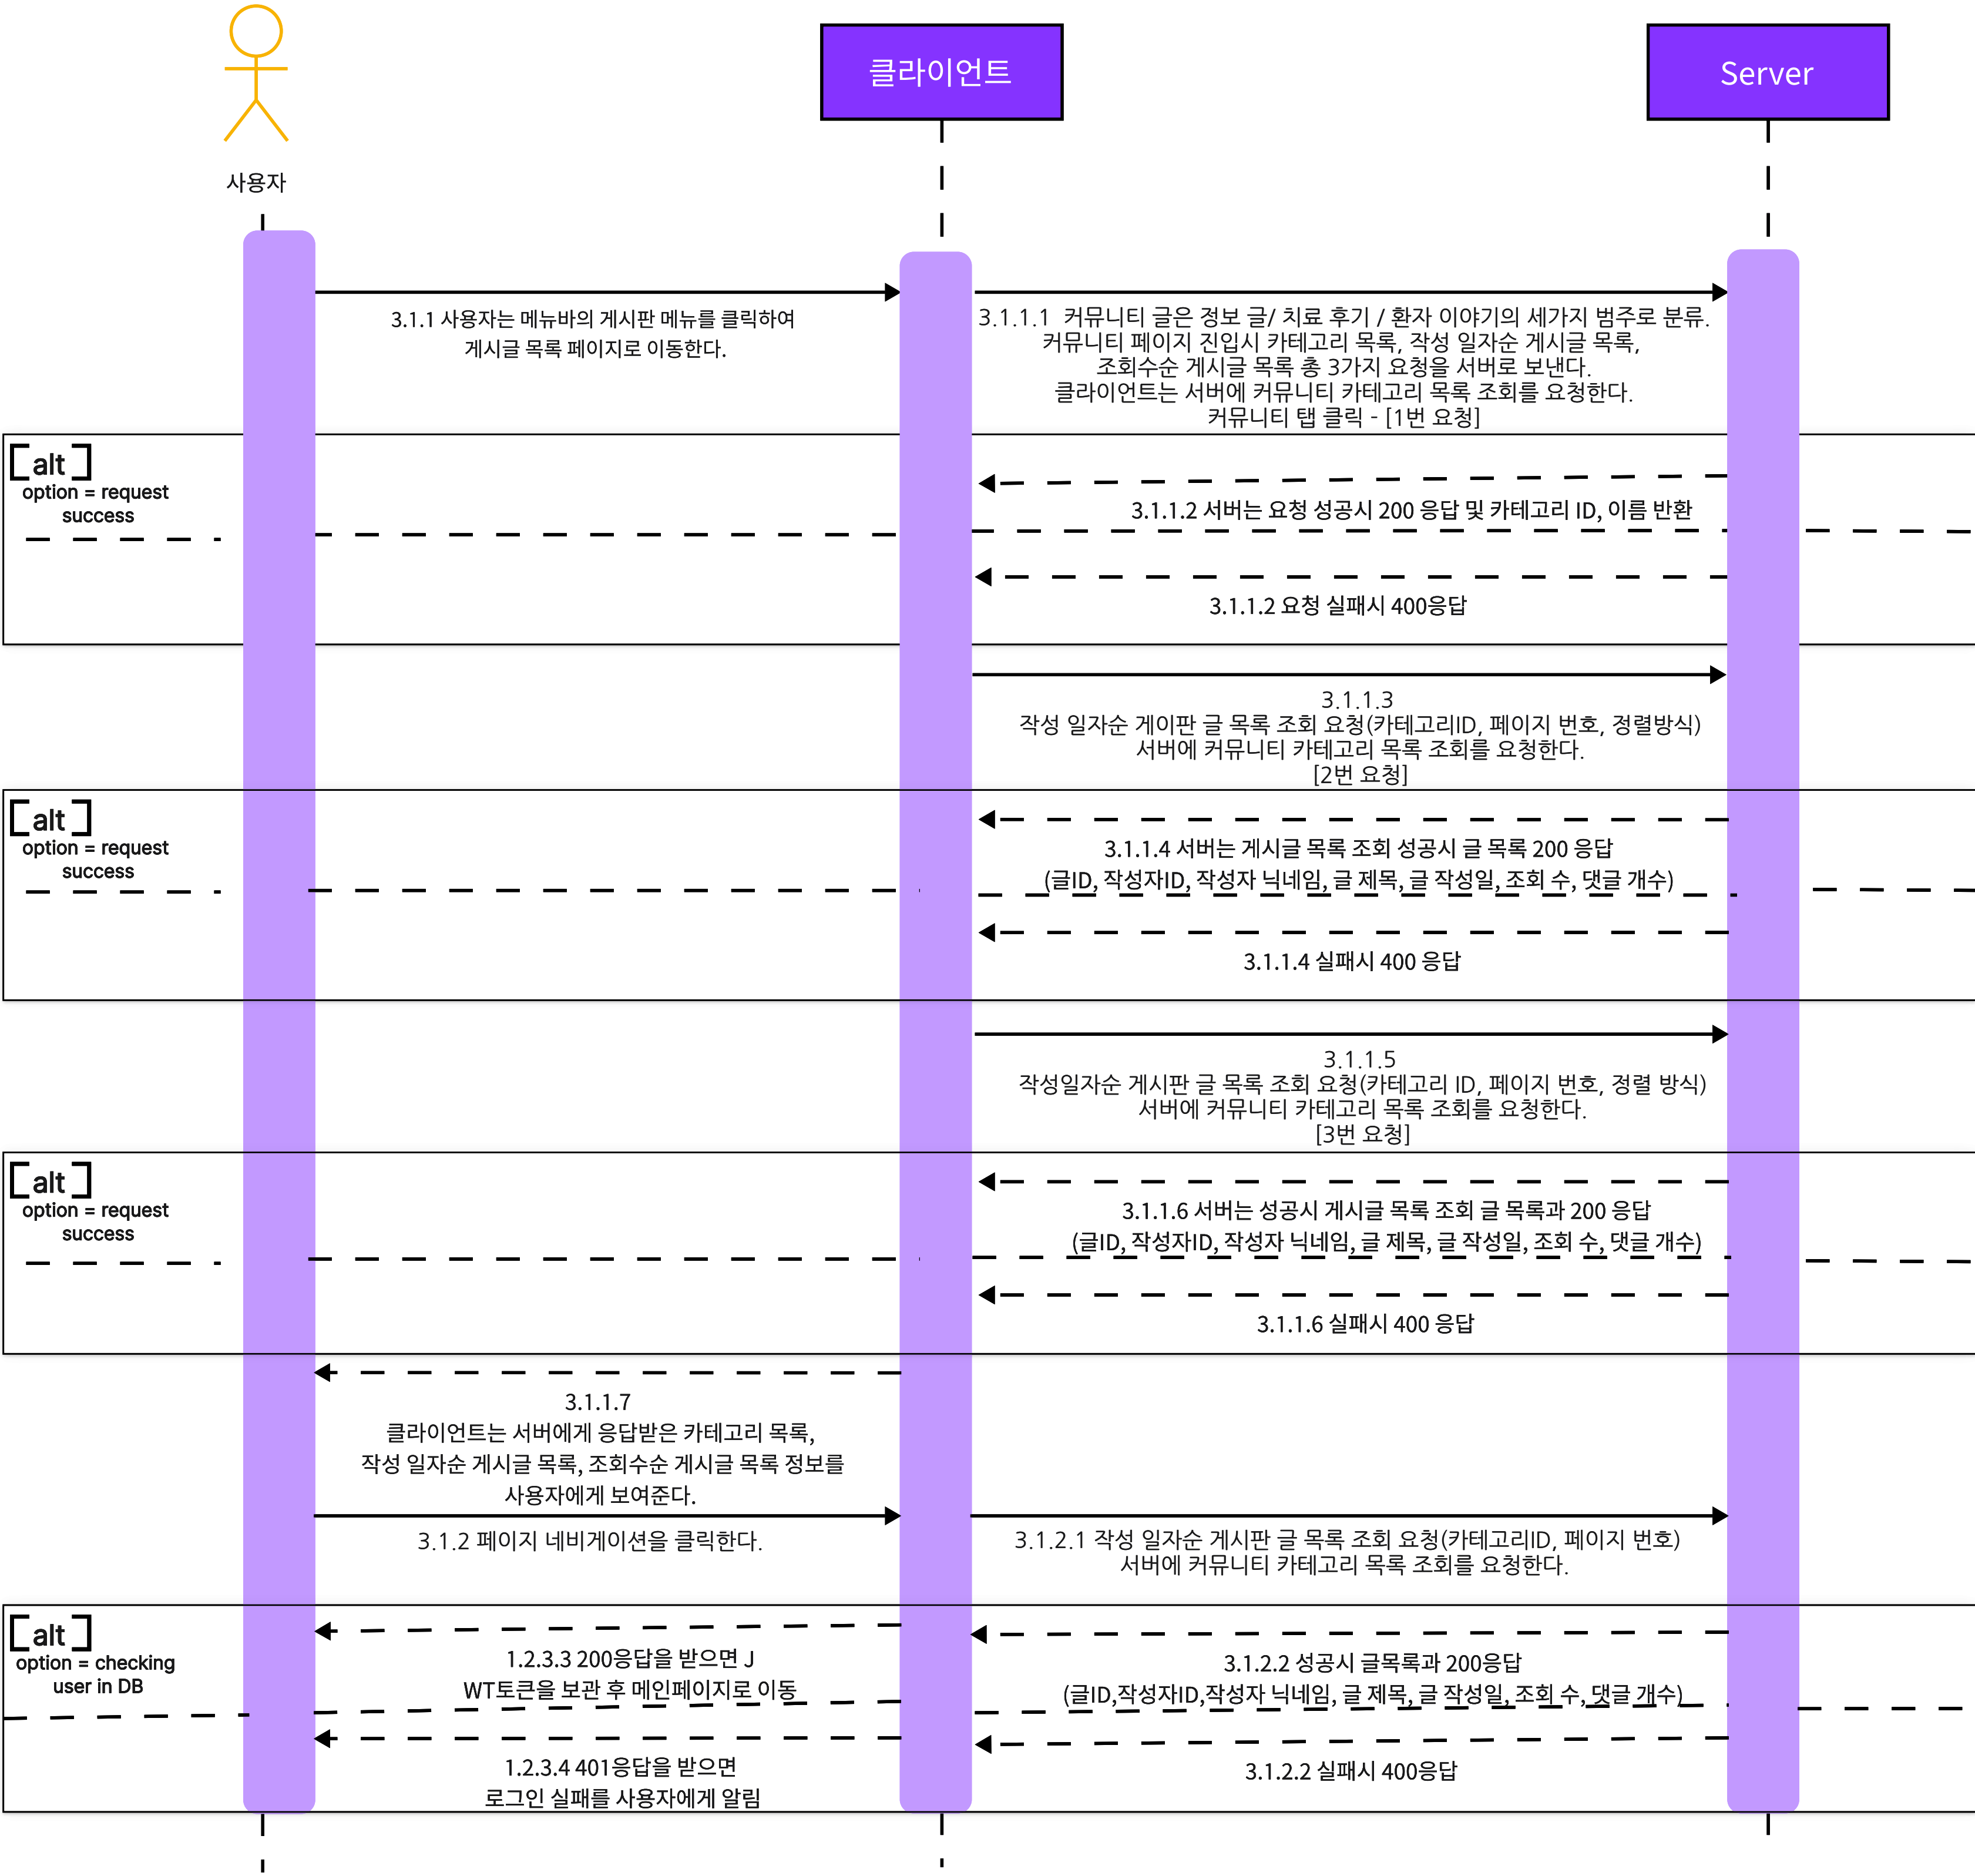 클라이언트
Server
사용자
3.1.1 사용자는 메뉴바의 게시판 메뉴를 클릭하여
게시글 목록 페이지로 이동한다.
3.1.1.1 커뮤니티 글은 정보 글/ 치료 후기 / 환자 이야기의 세가지 범주로 분류.
커뮤니티 페이지 진입시 카테고리 목록, 작성 일자순 게시글 목록,
조회수순 게시글 목록 총 3가지 요청을 서버로 보낸다.
클라이언트는 서버에 커뮤니티 카테고리 목록 조회를 요청한다.
커뮤니티 탭 클릭 - [1번 요청]
alt
option = request
success
3.1.1.2 서버는 요청 성공시 200 응답 및 카테고리 ID, 이름 반환
3.1.1.2 요청 실패시 400응답
3.1.1.3
작성 일자순 게이판 글 목록 조회 요청(카테고리ID, 페이지 번호, 정렬방식)
서버에 커뮤니티 카테고리 목록 조회를 요청한다.
[2번 요청]
alt
option = request
success
3.1.1.4 서버는 게시글 목록 조회 성공시 글 목록 200 응답
(글ID, 작성자ID, 작성자 닉네임, 글 제목, 글 작성일, 조회 수, 댓글 개수)
3.1.1.4 실패시 400 응답
3.1.1.5
작성일자순 게시판 글 목록 조회 요청(카테고리 ID, 페이지 번호, 정렬 방식)
서버에 커뮤니티 카테고리 목록 조회를 요청한다.
[3번 요청]
alt
option = request
success
3.1.1.6 서버는 성공시 게시글 목록 조회 글 목록과 200 응답
(글ID, 작성자ID, 작성자 닉네임, 글 제목, 글 작성일, 조회 수, 댓글 개수)
3.1.1.6 실패시 400 응답
3.1.1.7
클라이언트는 서버에게 응답받은 카테고리 목록,
작성 일자순 게시글 목록, 조회수순 게시글 목록 정보를
사용자에게 보여준다.
3.1.2 페이지 네비게이션을 클릭한다.
3.1.2.1 작성 일자순 게시판 글 목록 조회 요청(카테고리ID, 페이지 번호)
서버에 커뮤니티 카테고리 목록 조회를 요청한다.
alt
option = checking
user in DB
1.2.3.3 200응답을 받으면 J
WT토큰을 보관 후 메인페이지로 이동
3.1.2.2 성공시 글목록과 200응답
(글ID,작성자ID,작성자 닉네임, 글 제목, 글 작성일, 조회 수, 댓글 개수)
1.2.3.4 401응답을 받으면
로그인 실패를 사용자에게 알림
3.1.2.2 실패시 400응답